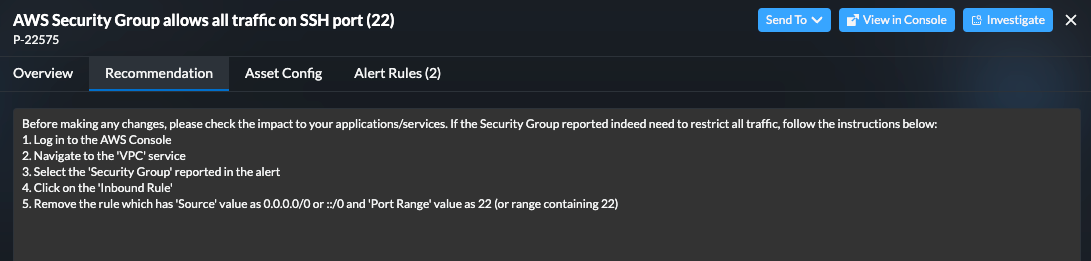 AWS Security Group allows all traffic on SSH port (22)
Send To
View in Console
Investigate
P-22575
Overview
Recommendation
Asset Config
Alert Rules (2)
Before making any changes, please check the impact to your applications/services. If the Security Group reported indeed need to restrict all traffic, follow the instructions below:
1. Log in to the AWS Console
2. Navigate to the 'VPC' service
3. Select the 'Security Group' reported in the alert
4. Click on the 'Inbound Rule'
5. Remove the rule which has 'Source' value as 0.0.0.0/0 or ::/0 and 'Port Range' value as 22 (or range containing 22)